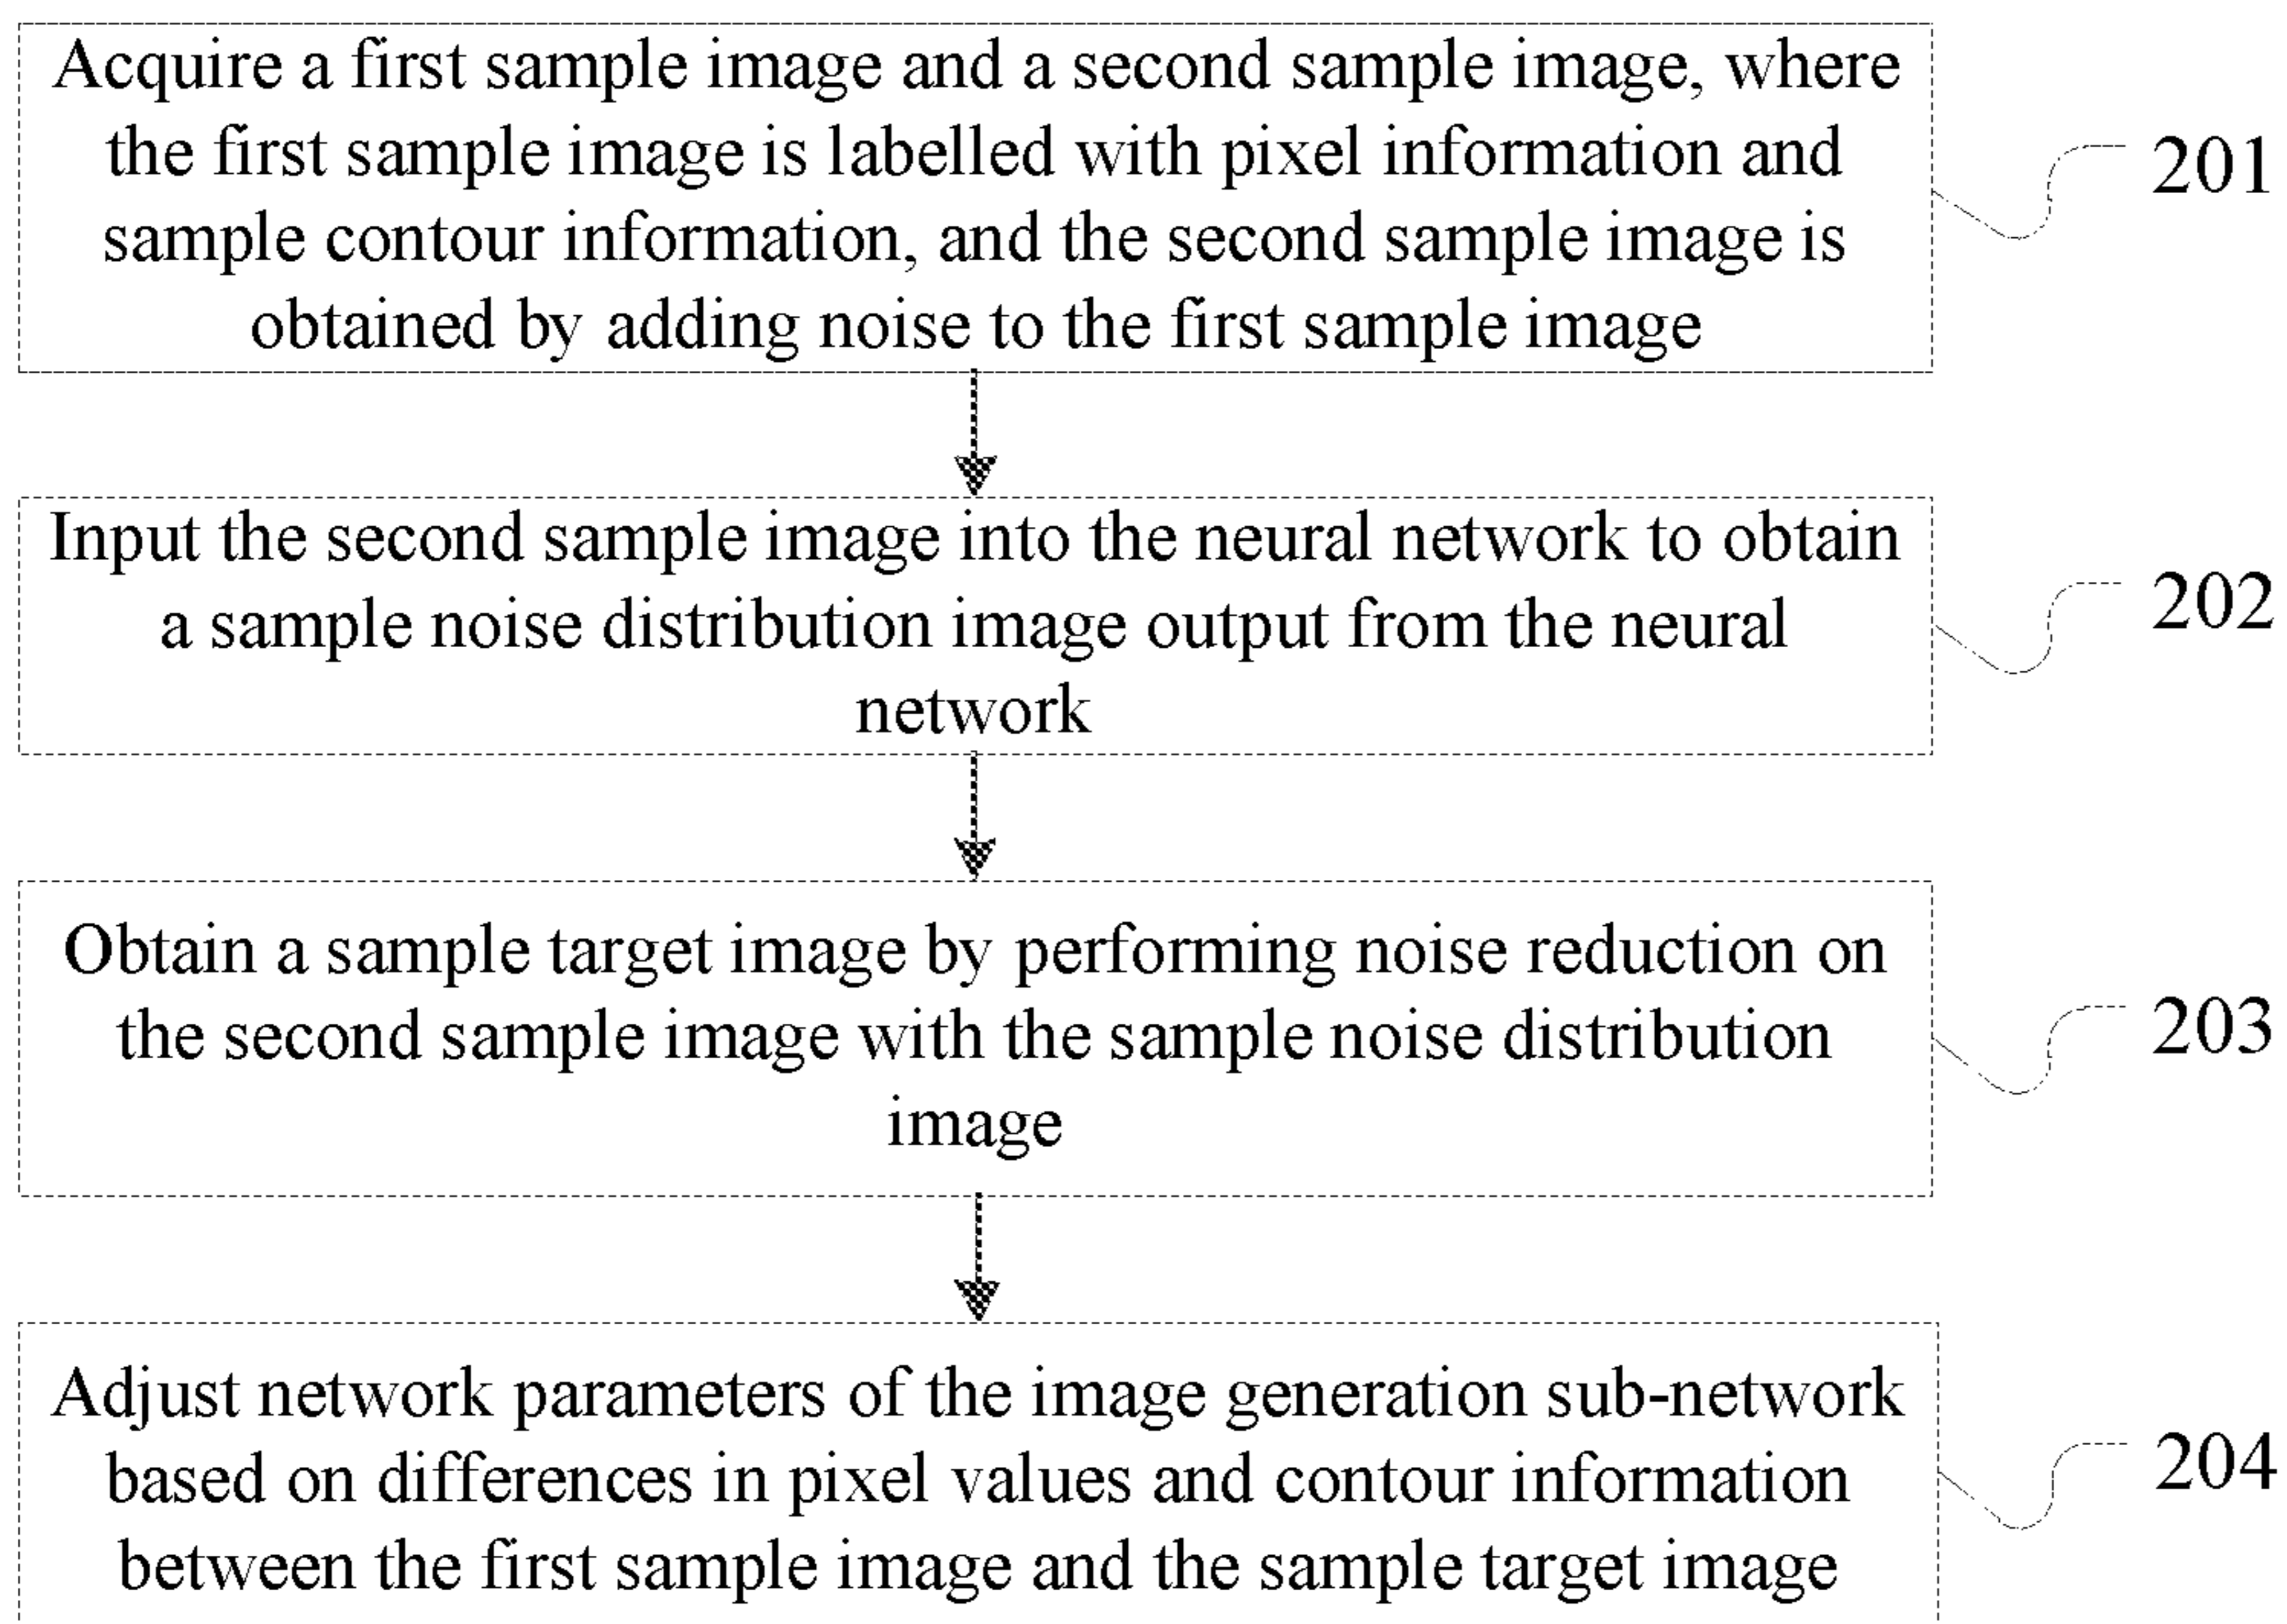 Acquire a first sample image and a second sample image, where
the first sample image is labelled with pixel information and
sample contour information, and the second sample image is
obtained by adding noise to the first sample image
201
Input the second sample image into the neural network to obtain
a sample noise distribution image output from the neural
network
202
Obtain a sample target image by performing noise reduction on
the second sample image with the sample noise distribution
image
203
Adjust network parameters of the image generation sub-network
based on differences in pixel values and contour information
between the first sample image and the sample target image
204